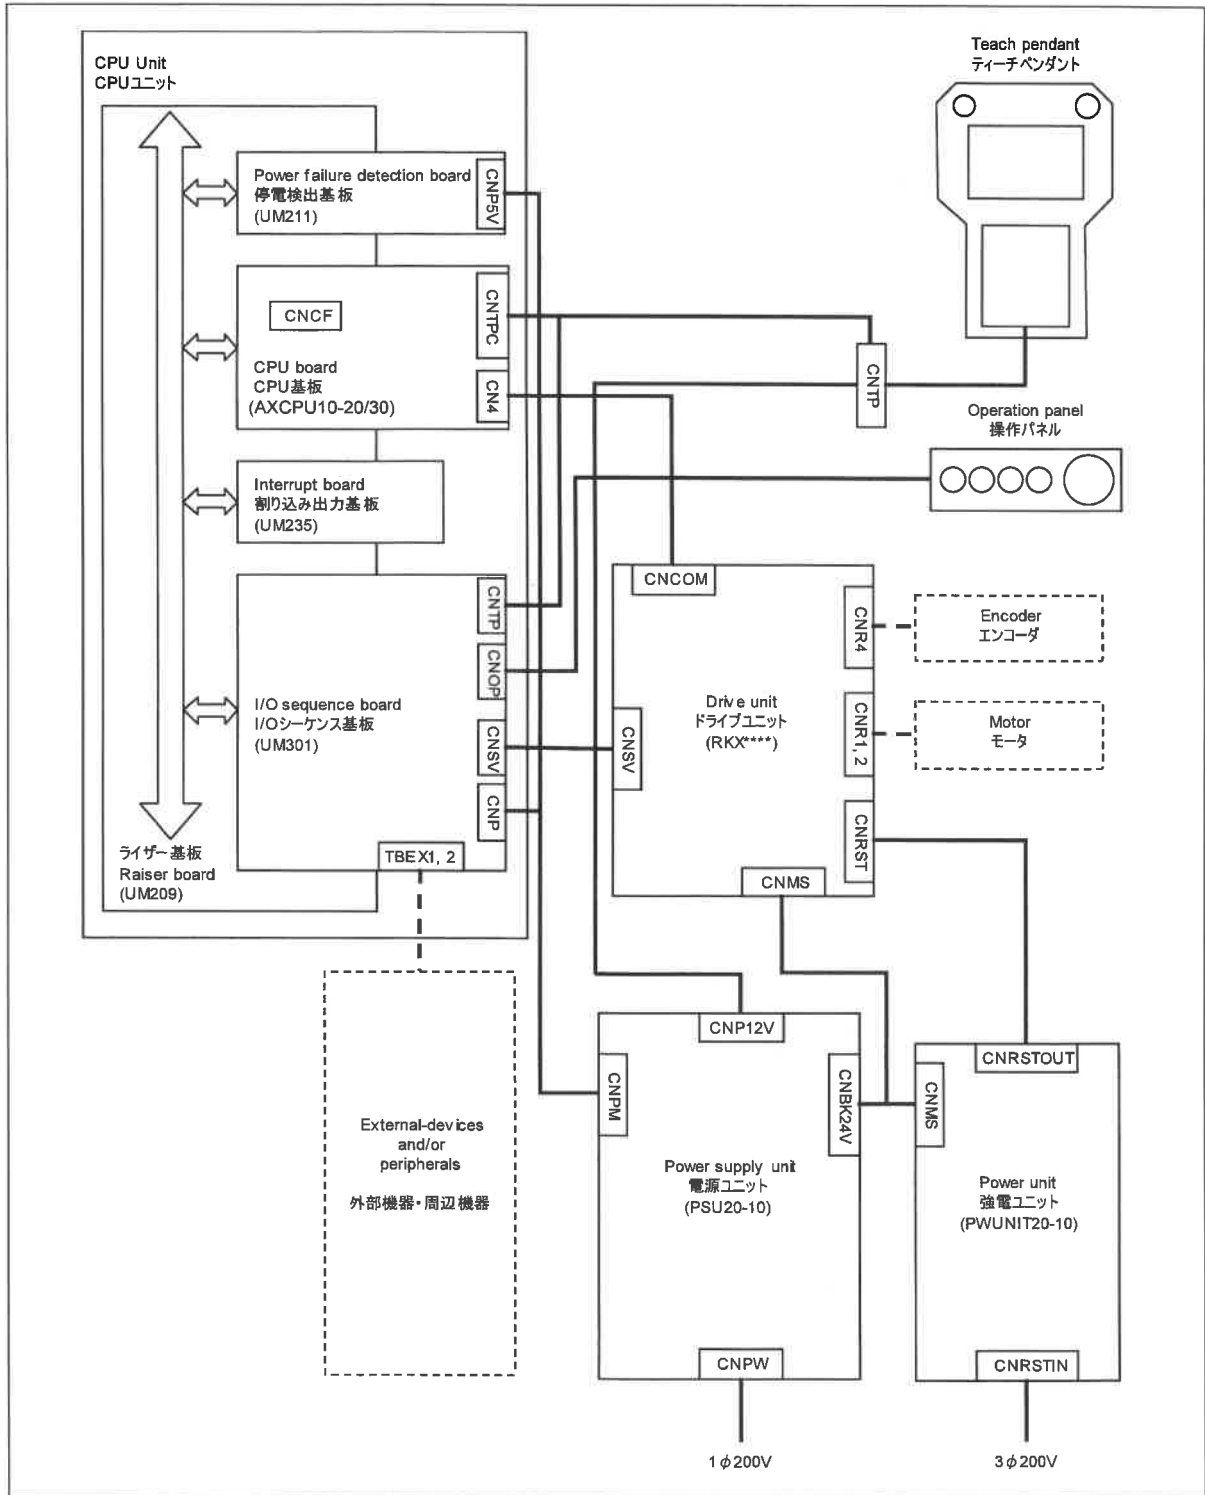 CPU Unit
CPUユニット
Power failure detection board
停電検出基板
(UM211)
CNP5V
CNCF
CPU board
CPU基板
(AXCPU10-20/30)
CNTPC
CN4
Interrupt board
割り込み出力基板
(UM235)
I/O sequence board
I/Oシーケンス基板
(UM301)
CNTP
CNOP
CNSV
CNP
TBEX1, 2
ライザー基板
Raiser board
(UM209)
Teach pendant
ティーチペンダント
CNTP
Operation panel
操作パネル
CNCOM
CNR4
Encoder
エンコーダ
Drive unit
ドライブユニット
(RKX****)
CNSV
CNR1, 2
Motor
モータ
CNRST
CNMS
External-devices
and/or
peripherals
外部機器・周辺機器
CNP12V
CNPM
CNBK24V
Power supply unit
電源ユニット
(PSU20-10)
CNPW
1φ200V
CNRSTOUT
CNMS
Power unit
強電ユニット
(PWUNIT20-10)
CNRSTIN
3φ200V